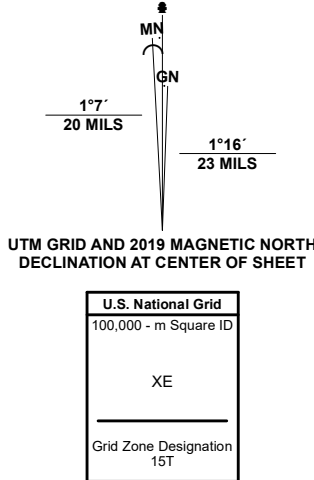 MN
GN
1°7´
20 MILS
1°16´
23 MILS
UTM GRID AND 2019 MAGNETIC NORTH
DECLINATION AT CENTER OF SHEET
U.S. National Grid
100,000 - m Square ID
XE
Grid Zone Designation
15T